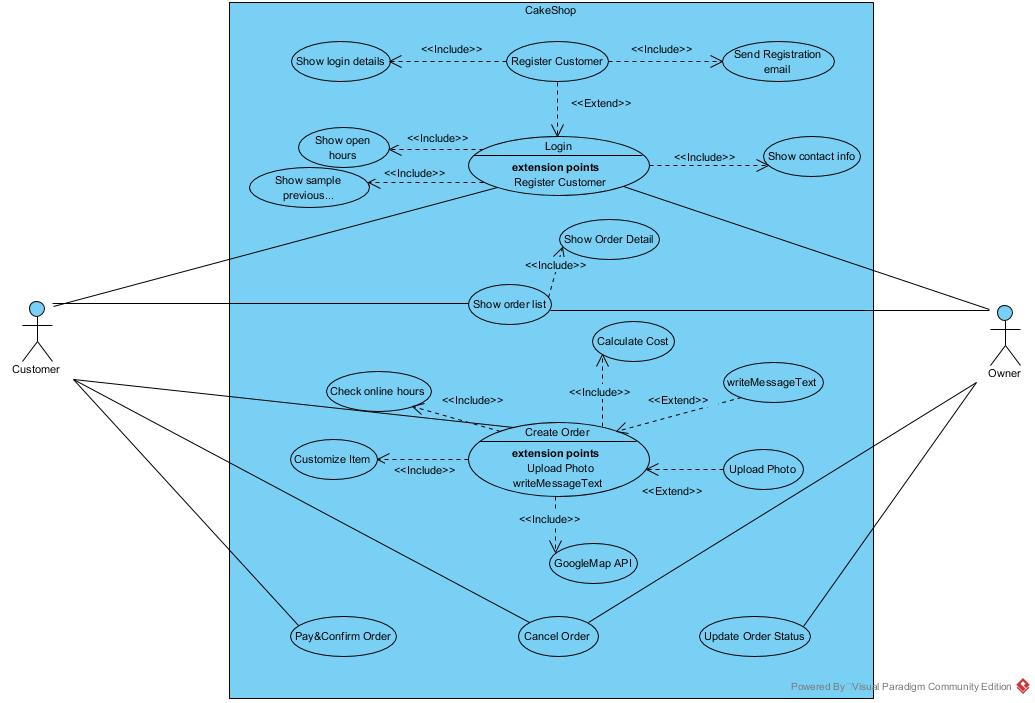 CakeShop
<<Include>>
<<Include>>
Show login details
Register Customer
Send Registration
email
<<Extend>>
Show open
hours
<<Include>>
Login
<<Include>>
Show contact info
extension points
Register Customer
<<Include>>
Show sample
previous...
Show Order Detail
<<Include>>
Show order list
Customer
Owner
Calculate Cost
Check online hours
<<Include>>
<<Include>>
<<Extend>>
writeMessageText
Create Order
extension points
Upload Photo
writeMessageText
Customize Item
<<Include>>
Upload Photo
<<Extend>>
<<Include>>
GoogleMap API
Pay&Confirm Order
Cancel Order
Update Order Status
Powered By Visual Paradigm Community Edition